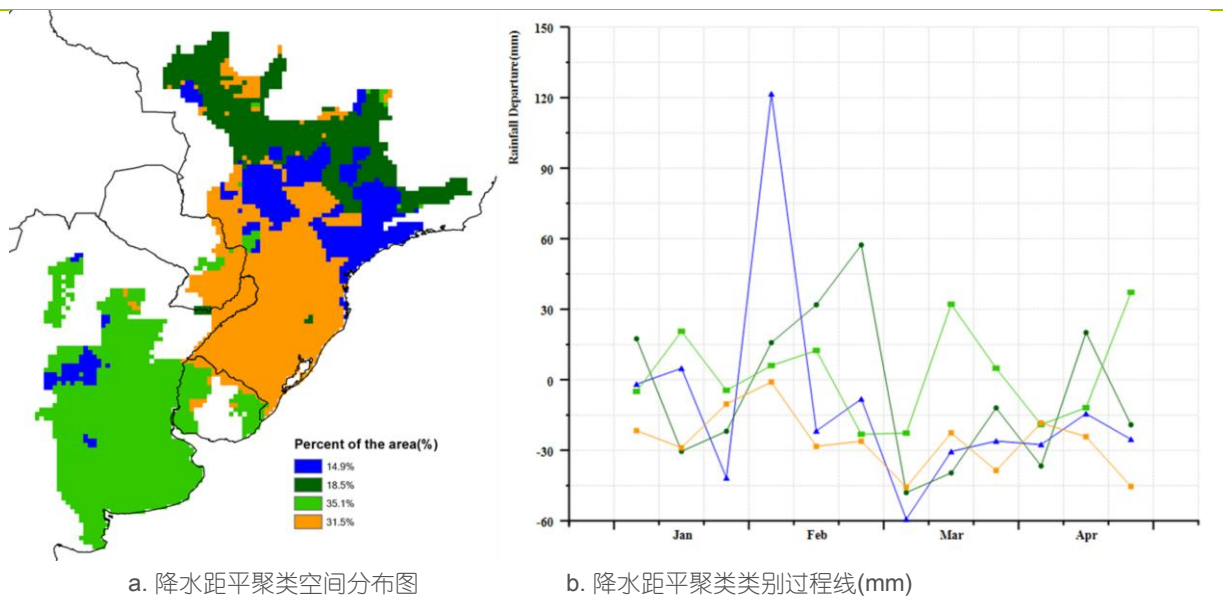 Percent of the area(%)
14.9%
18.5%
35.1%
31.5%
Rainfall Departure(mm)
150
120
90
60
30
0
-30
-60
Jan Feb Mar Apr
a. 降水距平聚类空间分布图
b. 降水距平聚类类别过程线(mm)